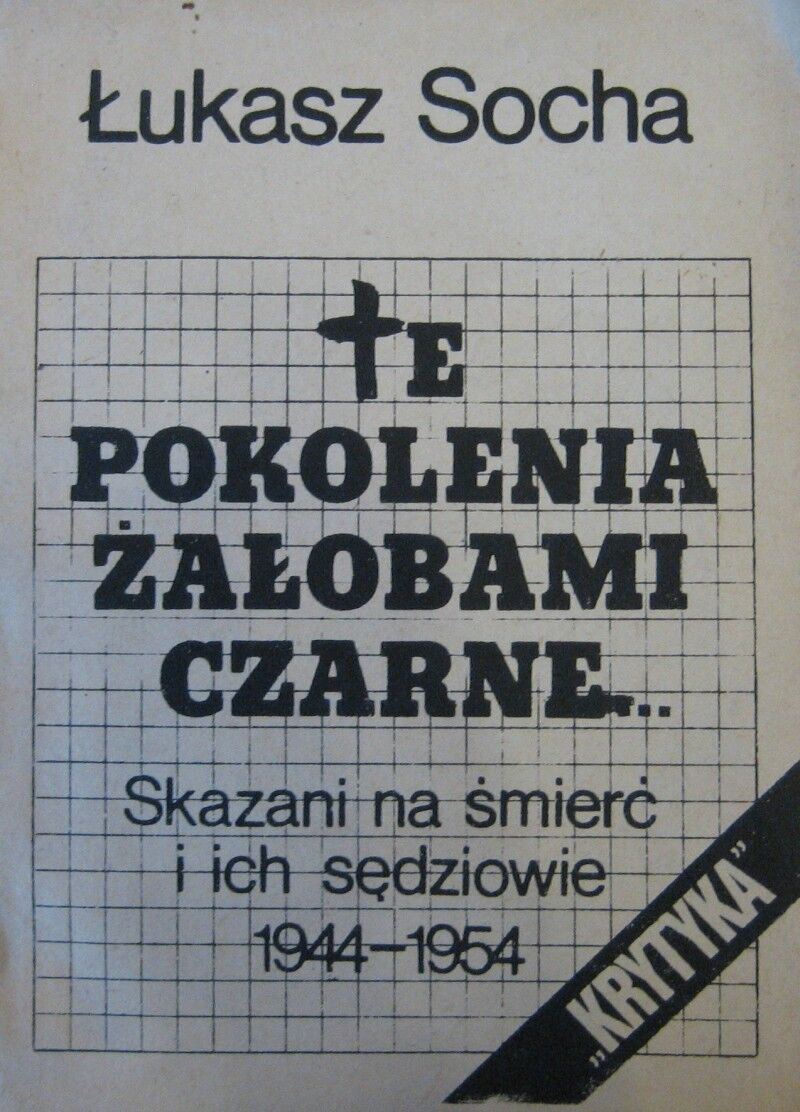 Łukasz Socha
TE
POKOLENIA
ŻAŁOBAMI
CZARNE...
Skazani na śmierć
i ich sędziowie
1944–1954
„KRYTYKA”